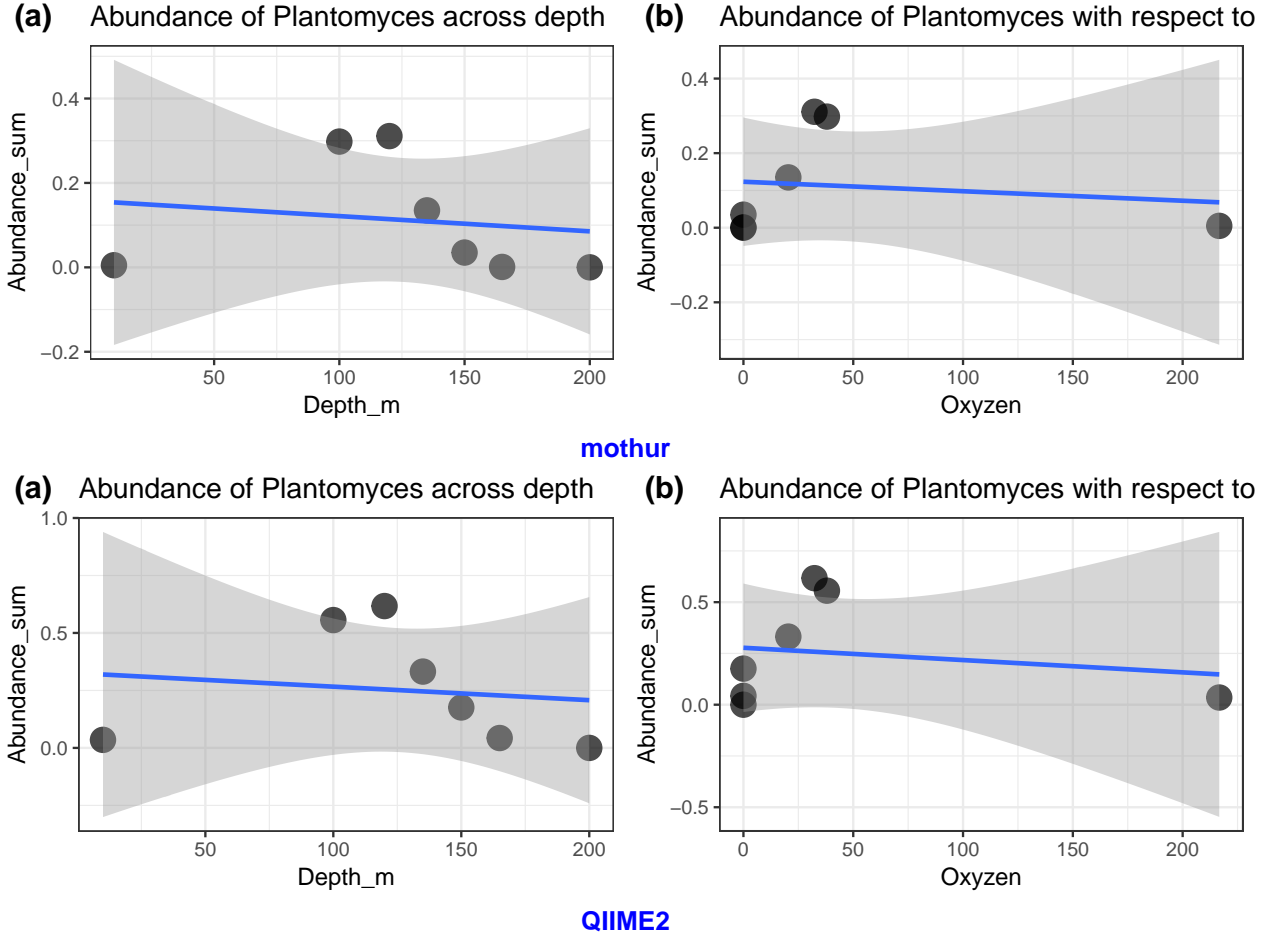 (a) Abundance of Plantomyces across depth
(b) Abundance of Plantomyces with respect to
Abundance_sum
0.4
0.2
0.0
−0.2
50 100 150 200
Depth_m
Abundance_sum
0.4
0.2
0.0
−0.2
0 50 100 150 200
Oxyzen
mothur
(a) Abundance of Plantomyces across depth
(b) Abundance of Plantomyces with respect to
Abundance_sum
1.0
0.5
0.0
50 100 150 200
Depth_m
Abundance_sum
0.5
0.0
−0.5
0 50 100 150 200
Oxyzen
QIIME2